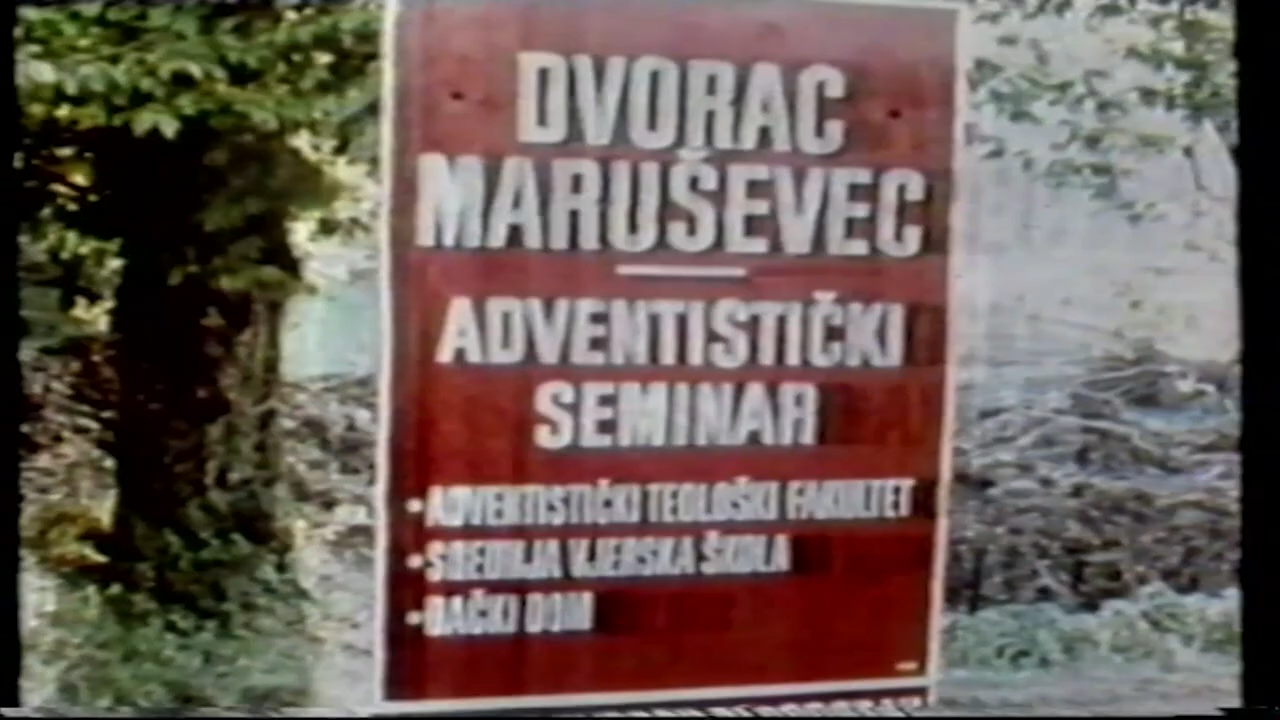 DVORAC
MARUŠEVEC
ADVENTISTIČKI
SEMINAR
• ADVENTISTIČKI TEOLOŠKI FAKULTET
• SREDNJA VJERSKA ŠKOLA
• ĐAČKI DOM